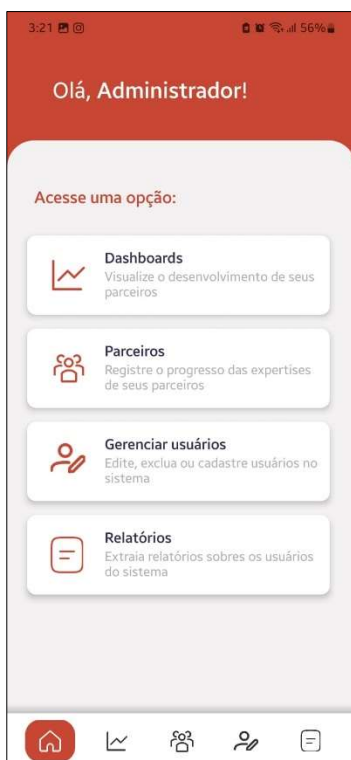 3:21 56%
Olá, Administrador!
Acesse uma opção:
Dashboards
Visualize o desenvolvimento de seus
parceiros
Parceiros
Registre o progresso das expertises
de seus parceiros
Gerenciar usuários
Edite, exclua ou cadastre usuários no
sistema
Relatórios
Extraia relatórios sobre os usuários
do sistema